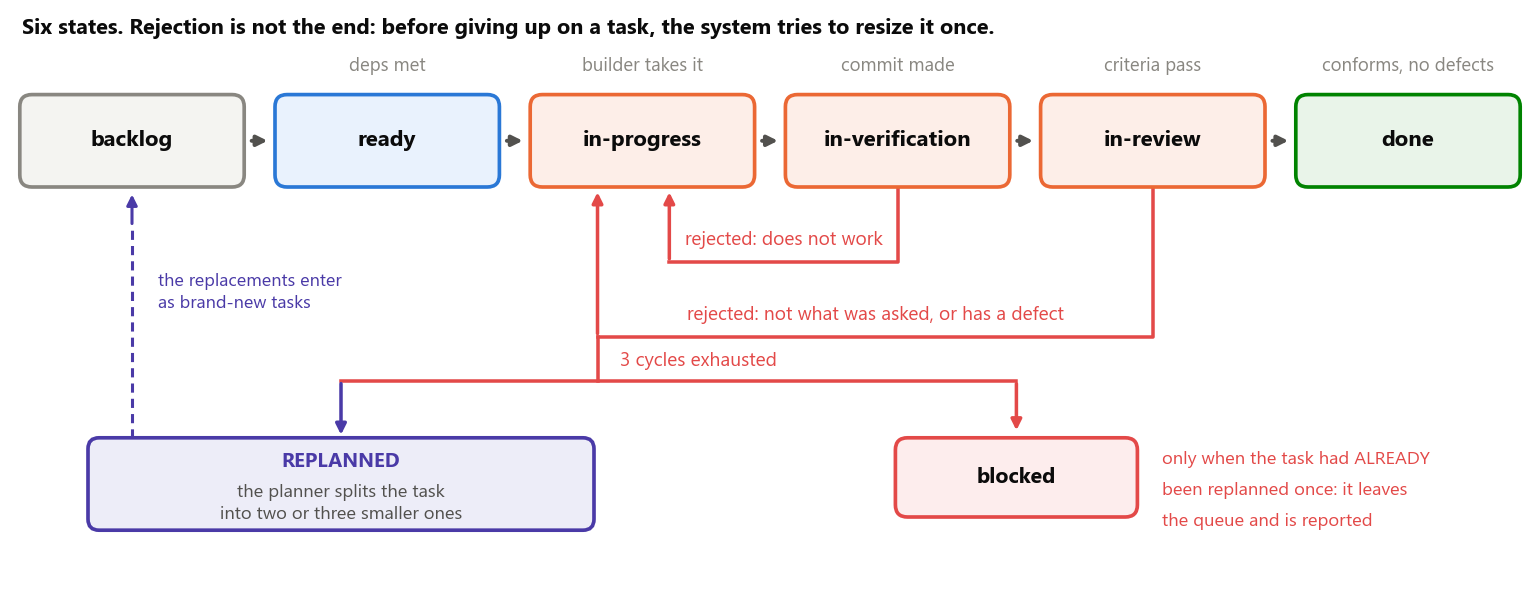 Six states. Rejection is not the end: before giving up on a task, the system tries to resize it once.
deps met
builder takes it
commit made
criteria pass
conforms, no defects
backlog
ready
in-progress
in-verification
in-review
done
rejected: does not work
the replacements enter
as brand-new tasks
rejected: not what was asked, or has a defect
3 cycles exhausted
REPLANNED
the planner splits the task
into two or three smaller ones
blocked
only when the task had ALREADY
been replanned once: it leaves
the queue and is reported